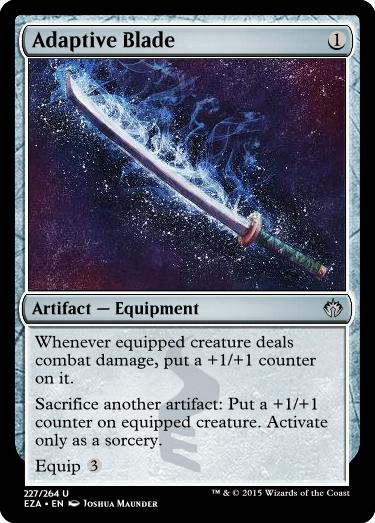 Adaptive Blade 1
Artifact — Equipment
Whenever equipped creature deals
combat damage, put a +1/+1 counter
on it.
Sacrifice another artifact: Put a +1/+1
counter on equipped creature. Activate
only as a sorcery.
Equip 3
227/264 U
EZA • EN Joshua Maunder
™ & © 2015 Wizards of the Coast